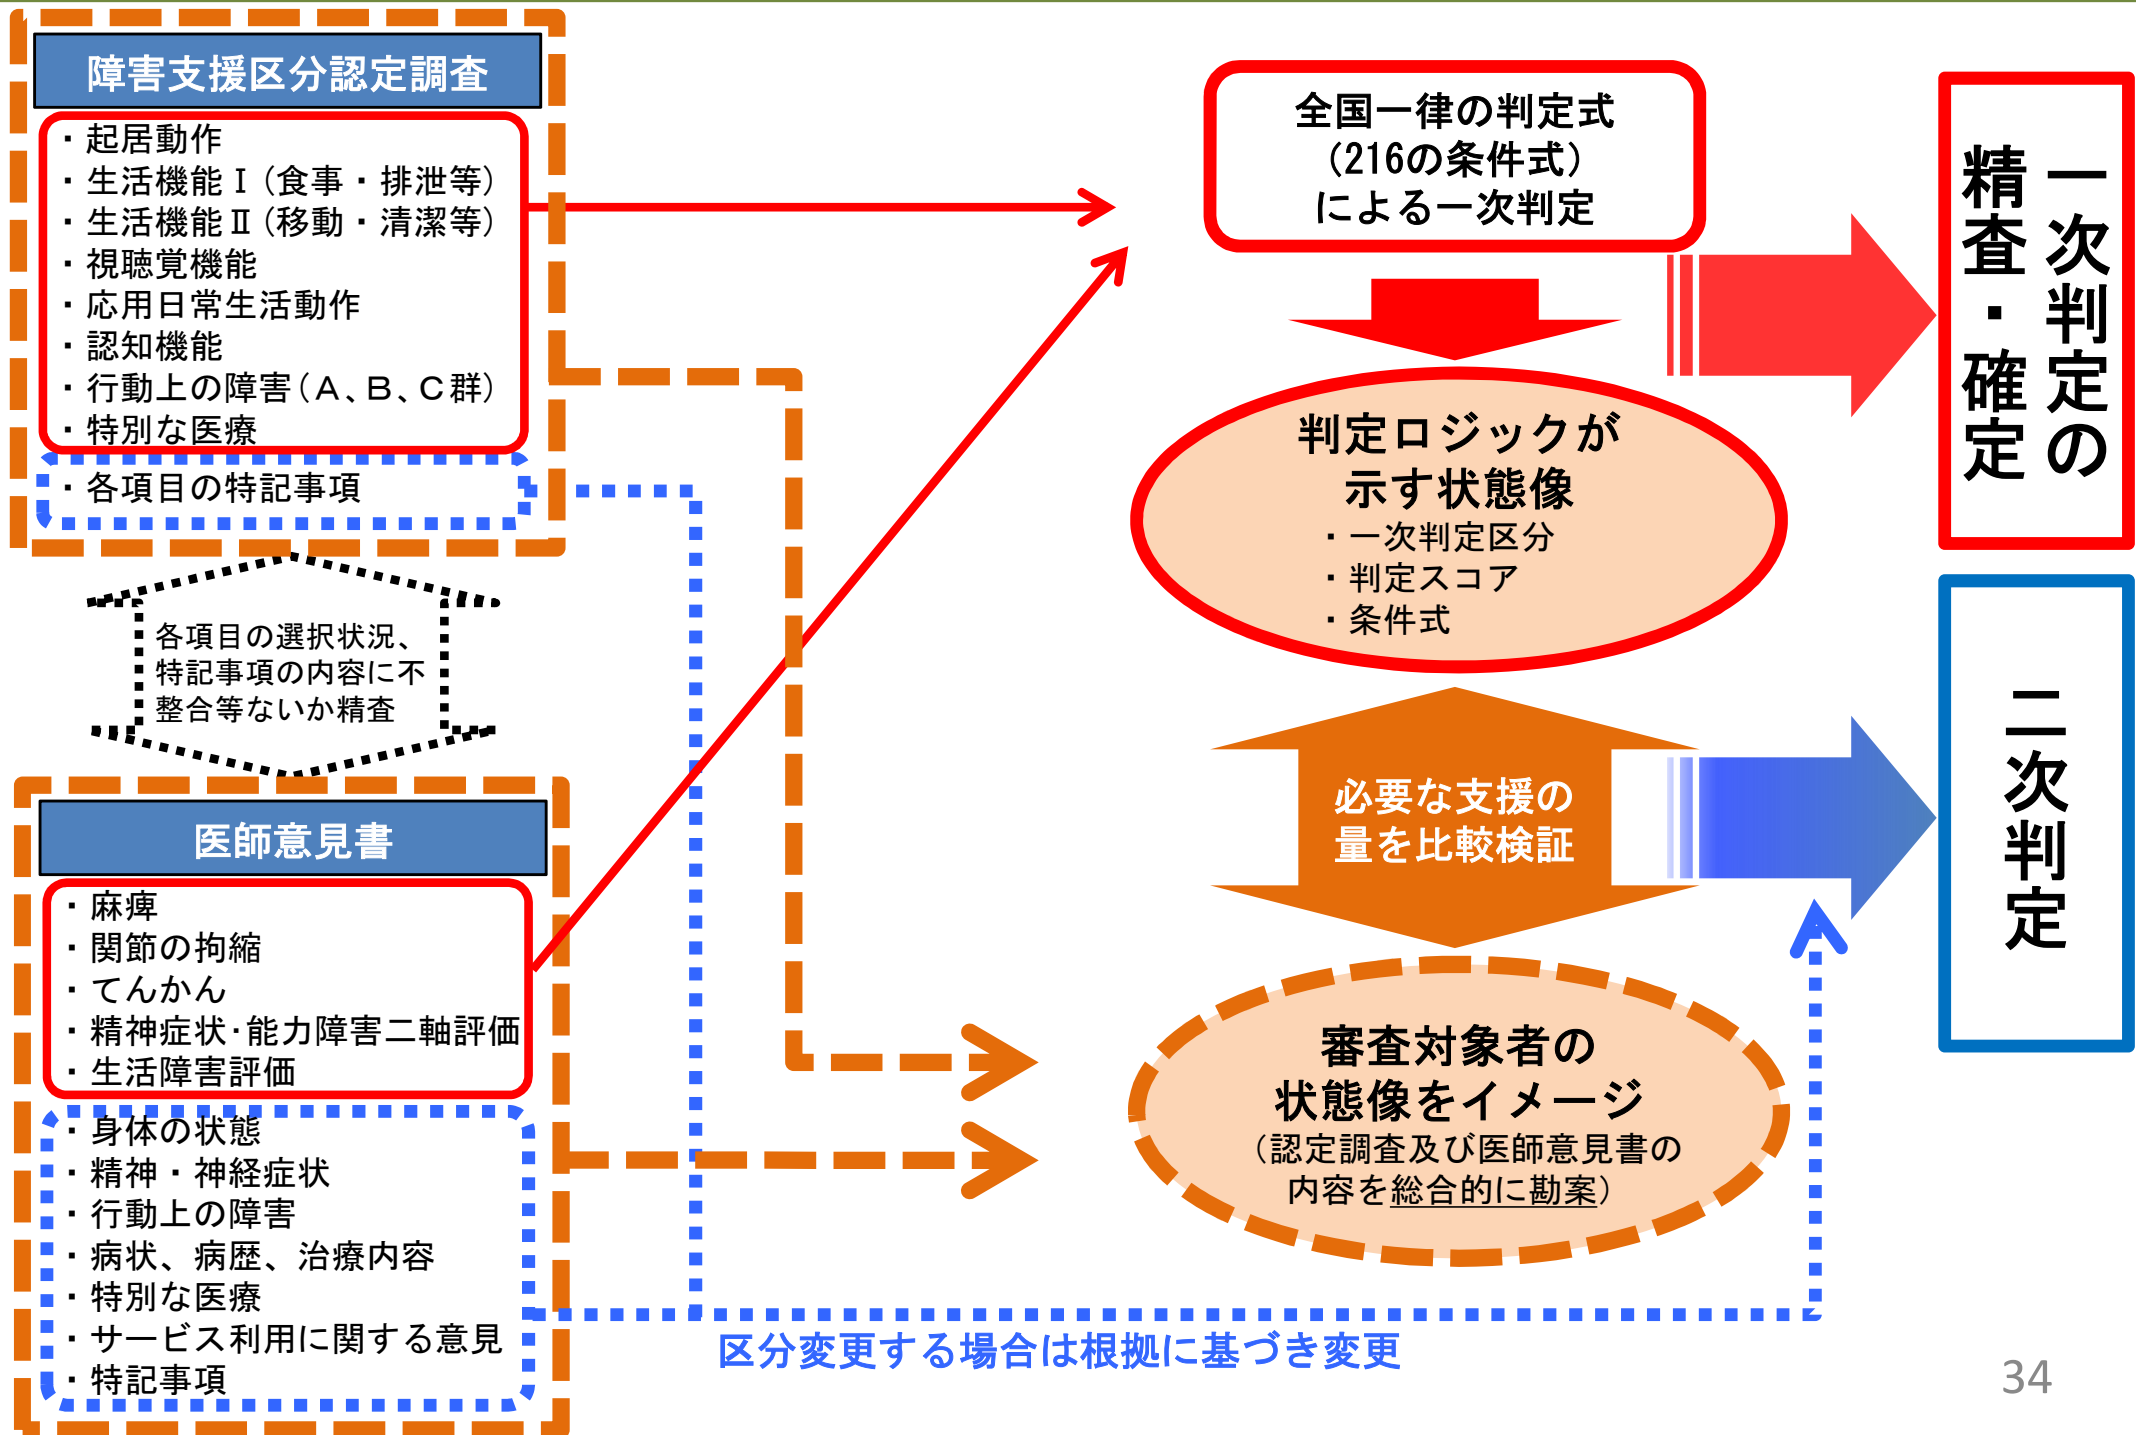 障害支援区分認定調査
・起居動作
・生活機能Ⅰ(食事・排泄等)
・生活機能Ⅱ(移動・清潔等)
・視聴覚機能
・応用日常生活動作
・認知機能
・行動上の障害(A、B、C群)
・特別な医療
・各項目の特記事項
各項目の選択状況、
特記事項の内容に不
整合等ないか精査
医師意見書
・麻痺
・関節の拘縮
・てんかん
・精神症状・能力障害二軸評価
・生活障害評価
・身体の状態
・精神・神経症状
・行動上の障害
・病状、病歴、治療内容
・特別な医療
・サービス利用に関する意見
・特記事項
全国一律の判定式
(216の条件式)
による一次判定
判定ロジックが
示す状態像
・一次判定区分
・判定スコア
・条件式
必要な支援の
量を比較検証
審査対象者の
状態像をイメージ
(認定調査及び医師意見書の
内容を総合的に勘案)
区分変更する場合は根拠に基づき変更
一次判定の
精査・確定
二次判定
34